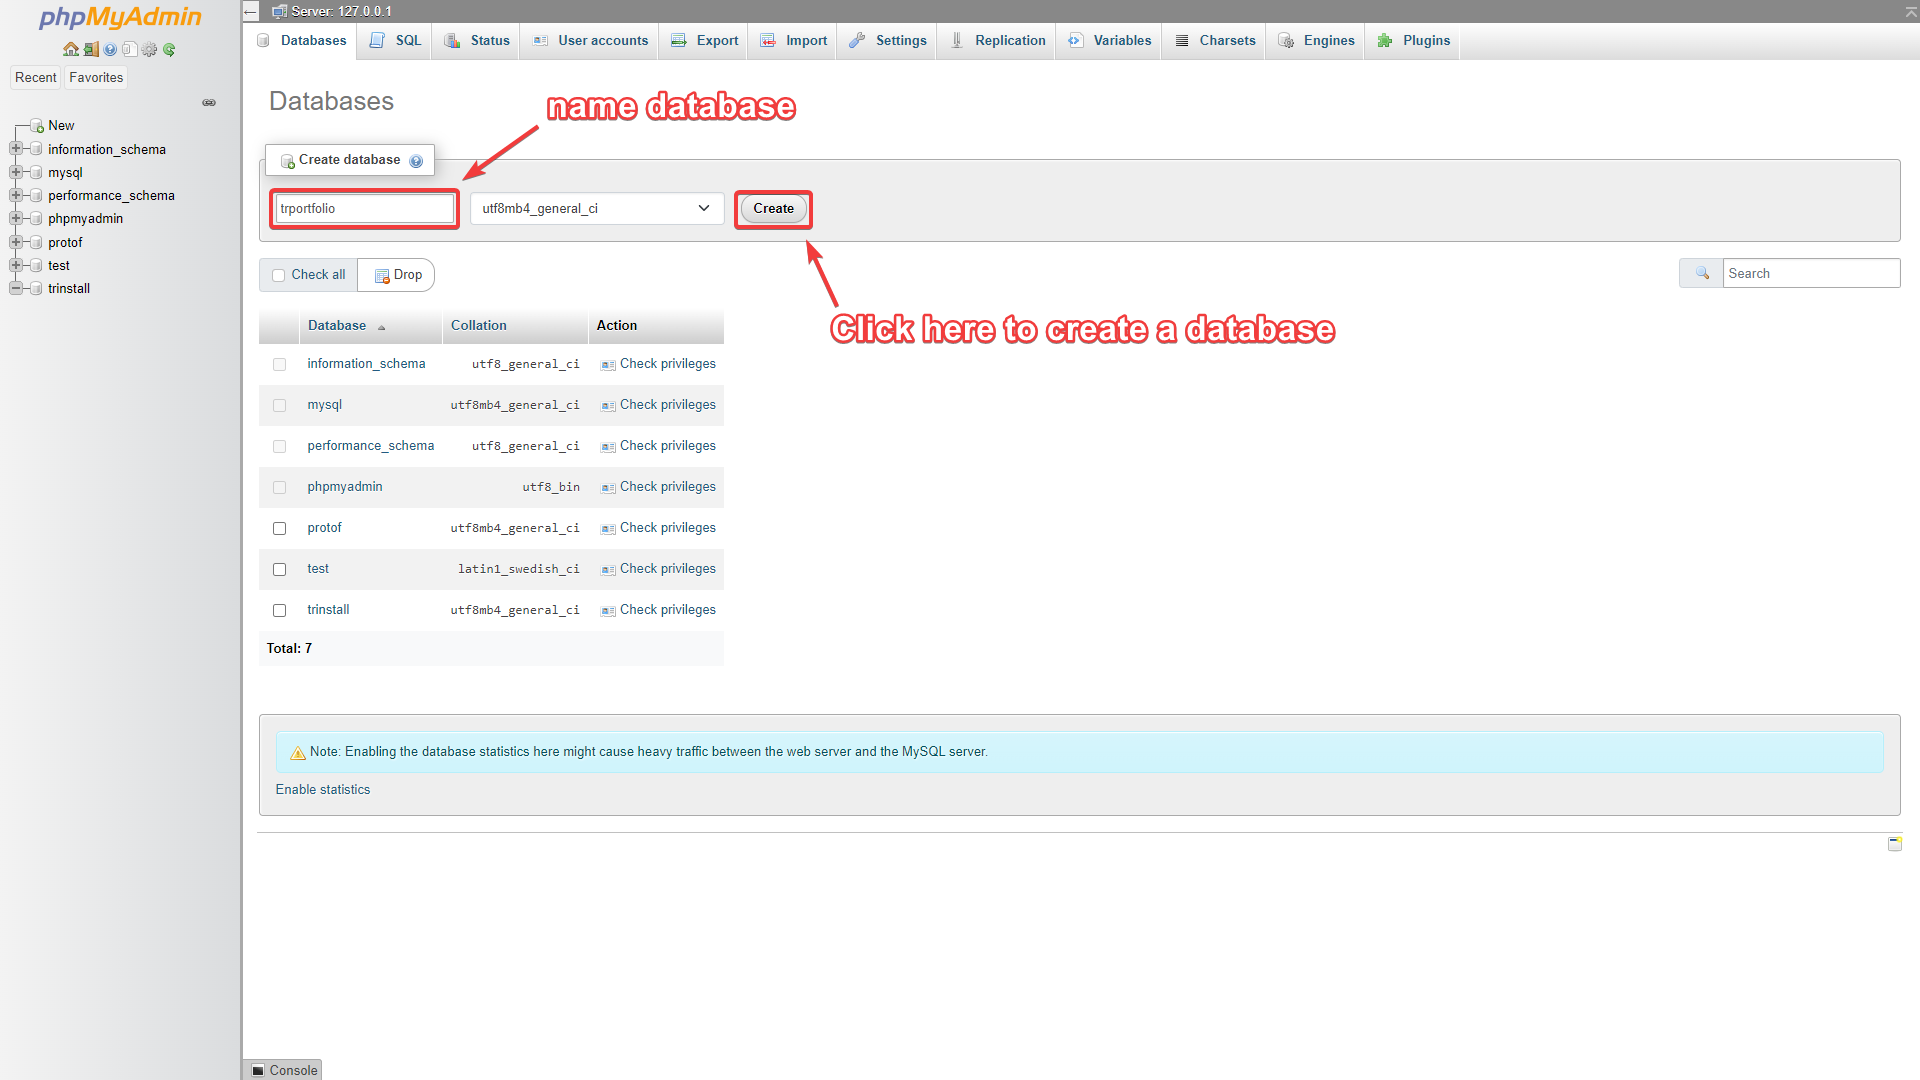 phpMyAdmin
Recent Favorites
New
information_schema
mysql
performance_schema
phpmyadmin
protof
test
trinstall
Server: 127.0.0.1
Databases SQL Status User accounts Export Import Settings Replication Variables Charsets Engines Plugins
Databases
name database
Create database
trportfolio utf8mb4_general_ci Create
Click here to create a database
Check all Drop Search
Database Collation Action
information_schema utf8_general_ci Check privileges
mysql utf8mb4_general_ci Check privileges
performance_schema utf8_general_ci Check privileges
phpmyadmin utf8_bin Check privileges
protof utf8mb4_general_ci Check privileges
test latin1_swedish_ci Check privileges
trinstall utf8mb4_general_ci Check privileges
Total: 7
Note: Enabling the database statistics here might cause heavy traffic between the web server and the MySQL server.
Enable statistics
Console